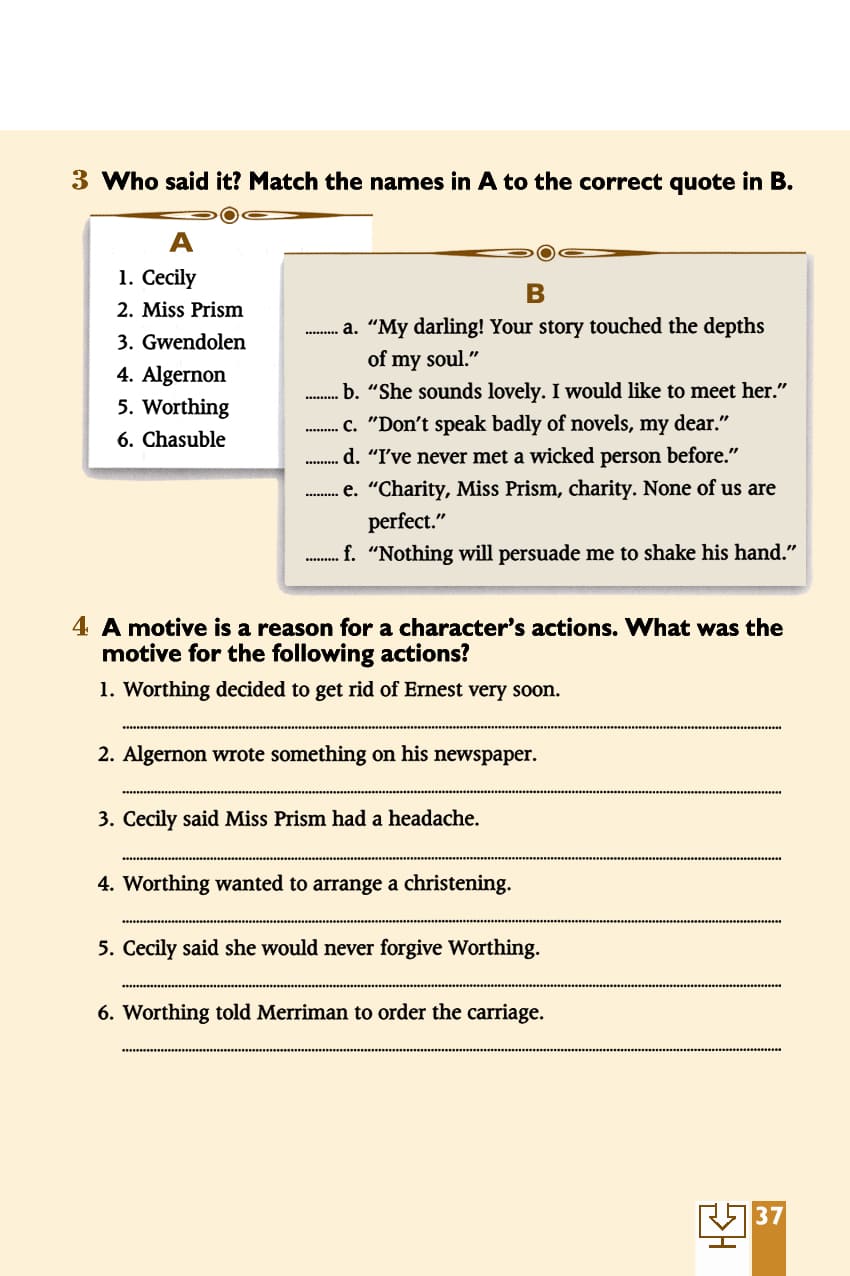 3 Who said it? Match the names in A to the correct quote in B.
A
1. Cecily
2. Miss Prism
3. Gwendolen
4. Algernon
5. Worthing
6. Chasuble
B
......... a. “My darling! Your story touched the depths
of my soul.”
......... b. “She sounds lovely. I would like to meet her.”
......... c. ”Don’t speak badly of novels, my dear.”
......... d. “I’ve never met a wicked person before.”
......... e. “Charity, Miss Prism, charity. None of us are
perfect.”
......... f. “Nothing will persuade me to shake his hand.”
4 A motive is a reason for a character’s actions. What was the
motive for the following actions?
1. Worthing decided to get rid of Ernest very soon.
2. Algernon wrote something on his newspaper.
3. Cecily said Miss Prism had a headache.
4. Worthing wanted to arrange a christening.
5. Cecily said she would never forgive Worthing.
6. Worthing told Merriman to order the carriage.
37